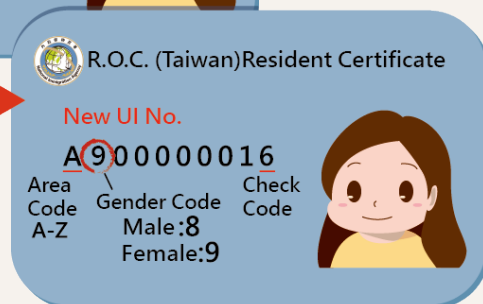 R.O.C. (Taiwan)Resident Certificate
New UI No.
A900000016
Area Code A-Z
Gender Code
Male:8
Female:9
Check Code